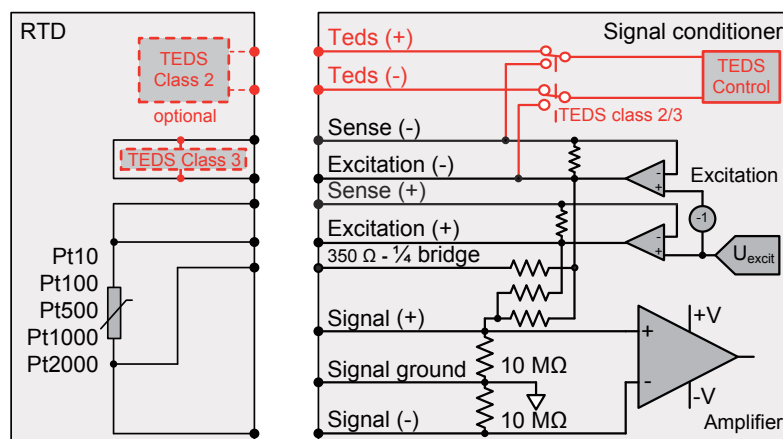 RTD
TEDS
Class 2
optional
TEDS Class 3
Pt10
Pt100
Pt500
Pt1000
Pt2000
Signal conditioner
Teds (+)
TEDS
Control
Teds (-)
TEDS class 2/3
Sense (-)
Excitation (-)
-
+
Excitation
Sense (+)
-1
Excitation (+)
-
+
Uexcit
350 Ω - ¼ bridge
Signal (+)
+
+V
10 MΩ
Signal ground
-
-V
10 MΩ
Signal (-)
Amplifier